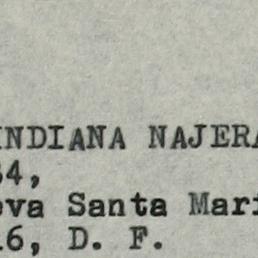 INDIANA NAJERA
34,
eva Santa Mari
16, D. F.